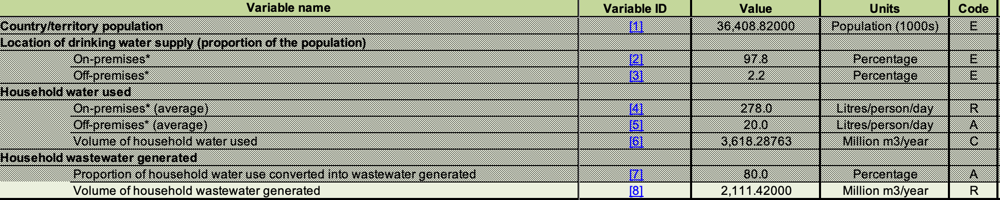 Variable name Variable ID Value Units Code
Country/territory population [1] 36,408.82000 Population (1000s) E
Location of drinking water supply (proportion of the population)
On-premises* [2] 97.8 Percentage E
Off-premises* [3] 2.2 Percentage E
Household water used
On-premises* (average) [4] 278.0 Litres/person/day R
Off-premises* (average) [5] 20.0 Litres/person/day A
Volume of household water used [6] 3,618.28763 Million m3/year C
Household wastewater generated
Proportion of household water use converted into wastewater generated [7] 80.0 Percentage A
Volume of household wastewater generated [8] 2,111.42000 Million m3/year R